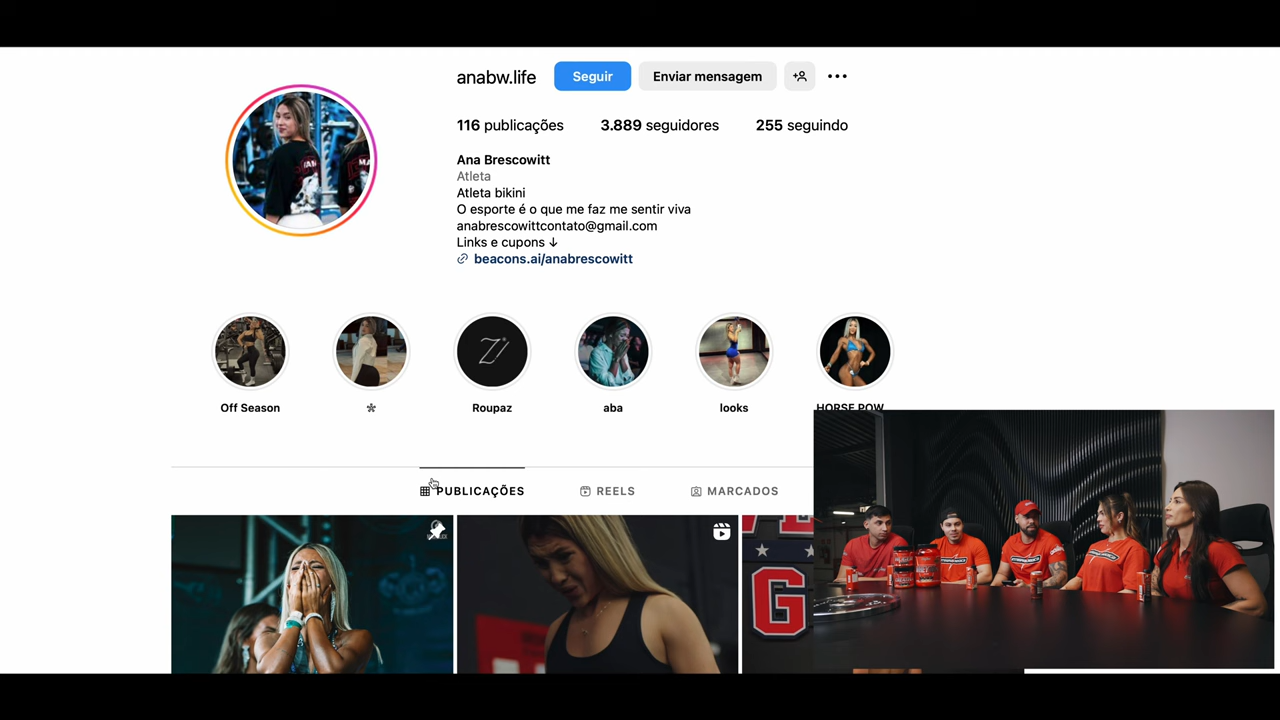 anabw.life Seguir Enviar mensagem
116 publicações 3.889 seguidores 255 seguindo
Ana Brescowitt
Atleta
Atleta bikini
O esporte é o que me faz me sentir viva
anabrescowittcontato@gmail.com
Links e cupons ↓
beacons.ai/anabrescowitt
Off Season
Roupaz
aba
looks
HORSE POW
PUBLICAÇÕES REELS MARCADOS
G